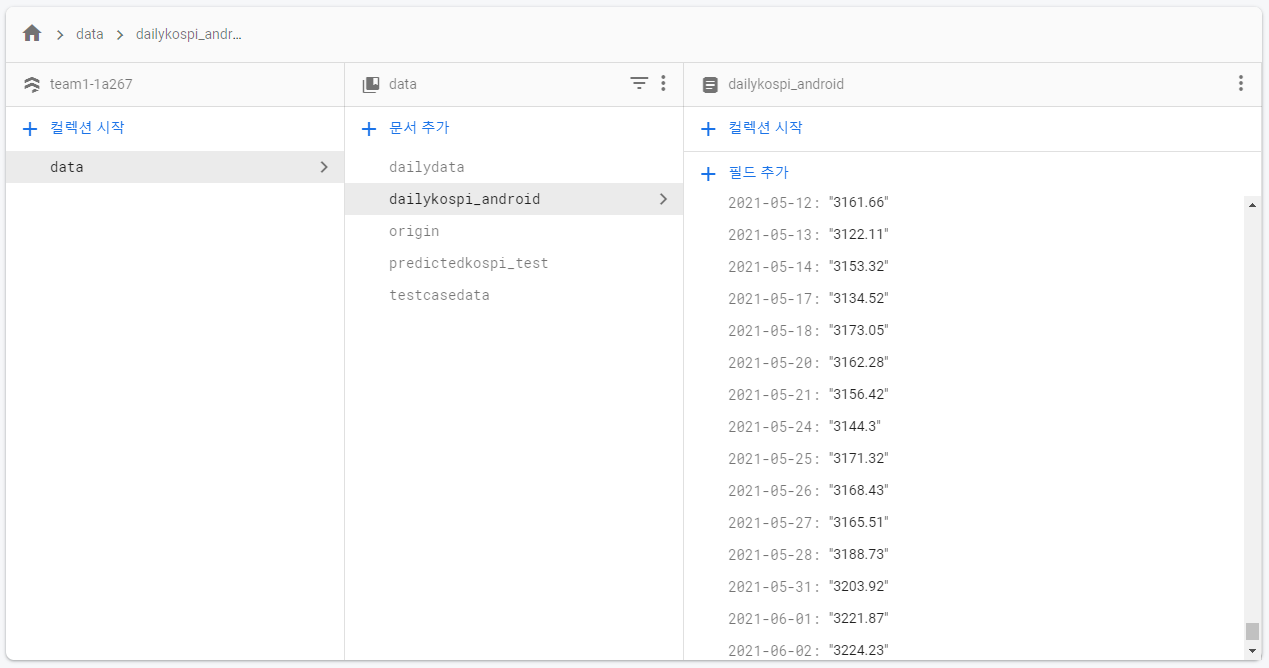 data
dailykospi_andr...
team1-1a267
컬렉션 시작
data
data
문서 추가
dailydata
dailykospi_android
origin
predictedkospi_test
testcasedata
dailykospi_android
컬렉션 시작
필드 추가
2021-05-12: "3161.66"
2021-05-13: "3122.11"
2021-05-14: "3153.32"
2021-05-17: "3134.52"
2021-05-18: "3173.05"
2021-05-20: "3162.28"
2021-05-21: "3156.42"
2021-05-24: "3144.3"
2021-05-25: "3171.32"
2021-05-26: "3168.43"
2021-05-27: "3165.51"
2021-05-28: "3188.73"
2021-05-31: "3203.92"
2021-06-01: "3221.87"
2021-06-02: "3224.23"